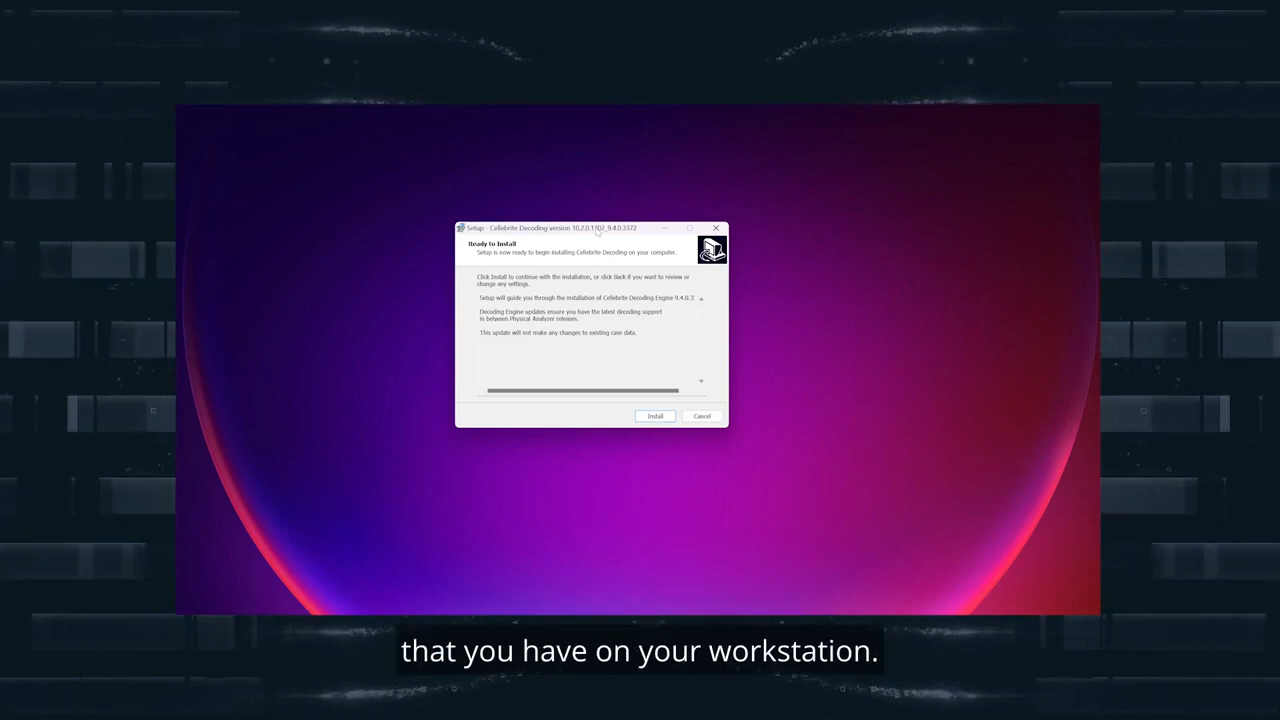 Setup - Cellebrite Decoding version 10.2.0.1102_9.4.0.3372
Ready to Install
Setup is now ready to begin installing Cellebrite Decoding on your computer.
Click Install to continue with the installation, or click Back if you want to review or
change any settings.
Setup will guide you through the installation of Cellebrite Decoding Engine 9.4.0.3
Decoding Engine updates ensure you have the latest decoding support
in between Physical Analyzer releases.
This update will not make any changes to existing case data.
Install
Cancel
that you have on your workstation.